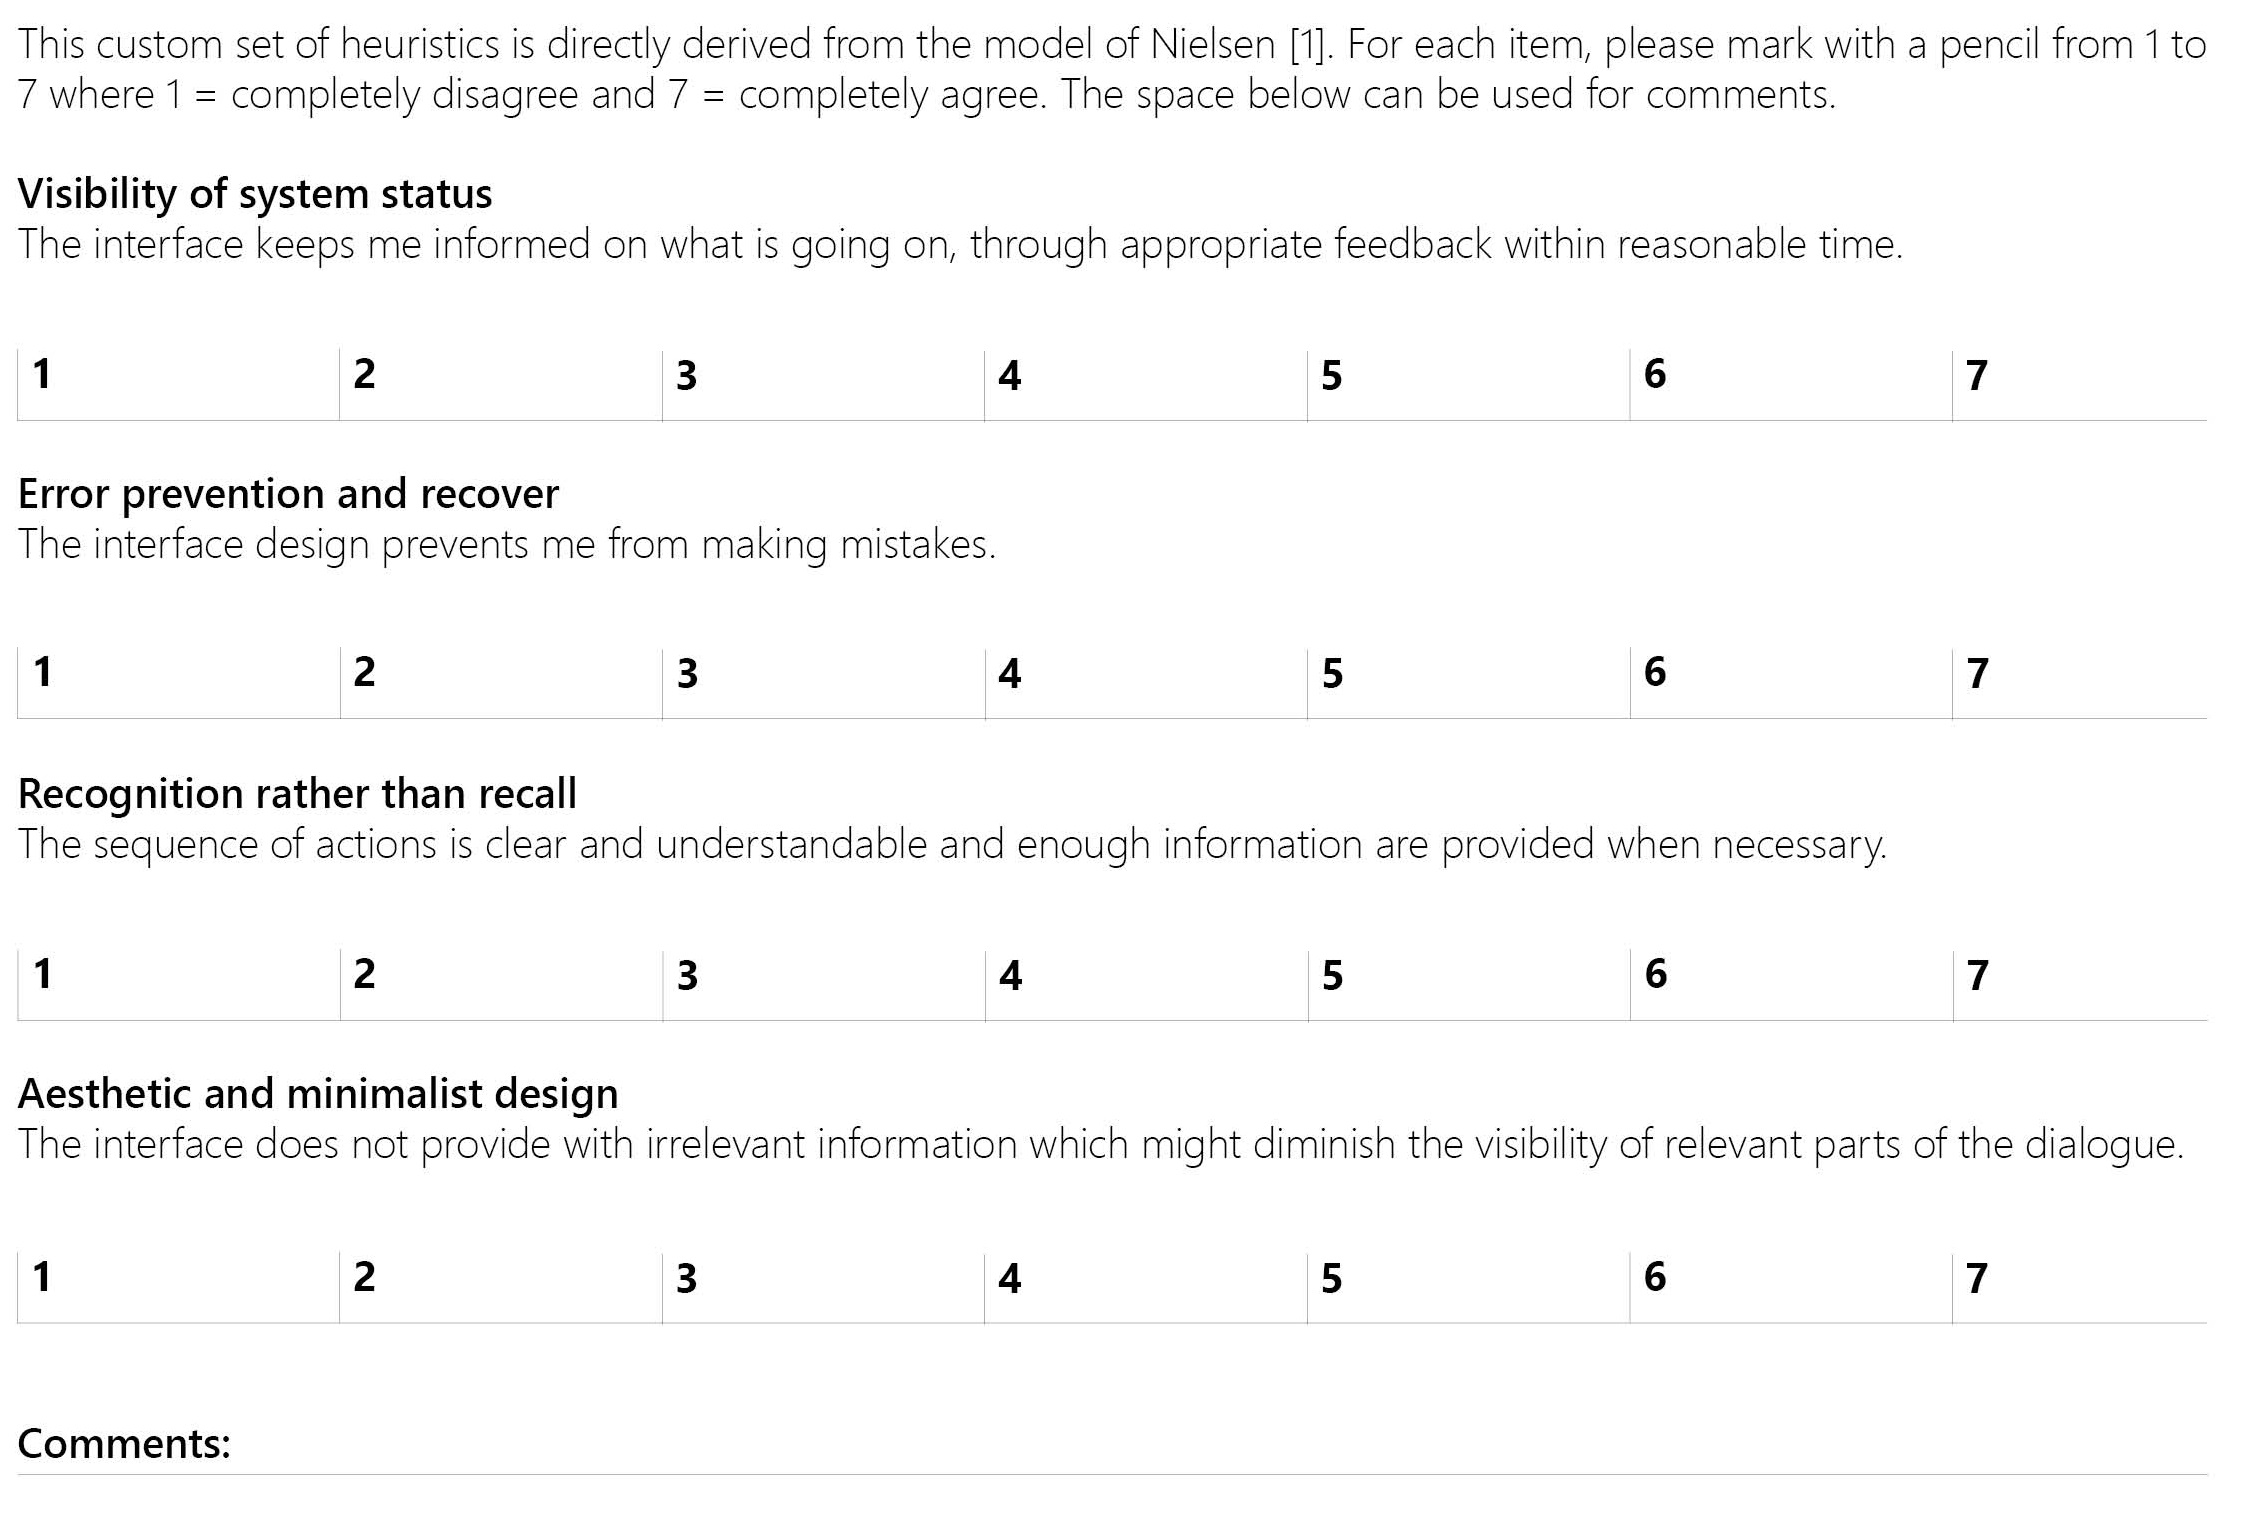 This custom set of heuristics is directly derived from the model of Nielsen [1]. For each item, please mark with a pencil from 1 to
7 where 1 = completely disagree and 7 = completely agree. The space below can be used for comments.
Visibility of system status
The interface keeps me informed on what is going on, through appropriate feedback within reasonable time.
1 2 3 4 5 6 7
Error prevention and recover
The interface design prevents me from making mistakes.
1 2 3 4 5 6 7
Recognition rather than recall
The sequence of actions is clear and understandable and enough information are provided when necessary.
1 2 3 4 5 6 7
Aesthetic and minimalist design
The interface does not provide with irrelevant information which might diminish the visibility of relevant parts of the dialogue.
1 2 3 4 5 6 7
Comments: